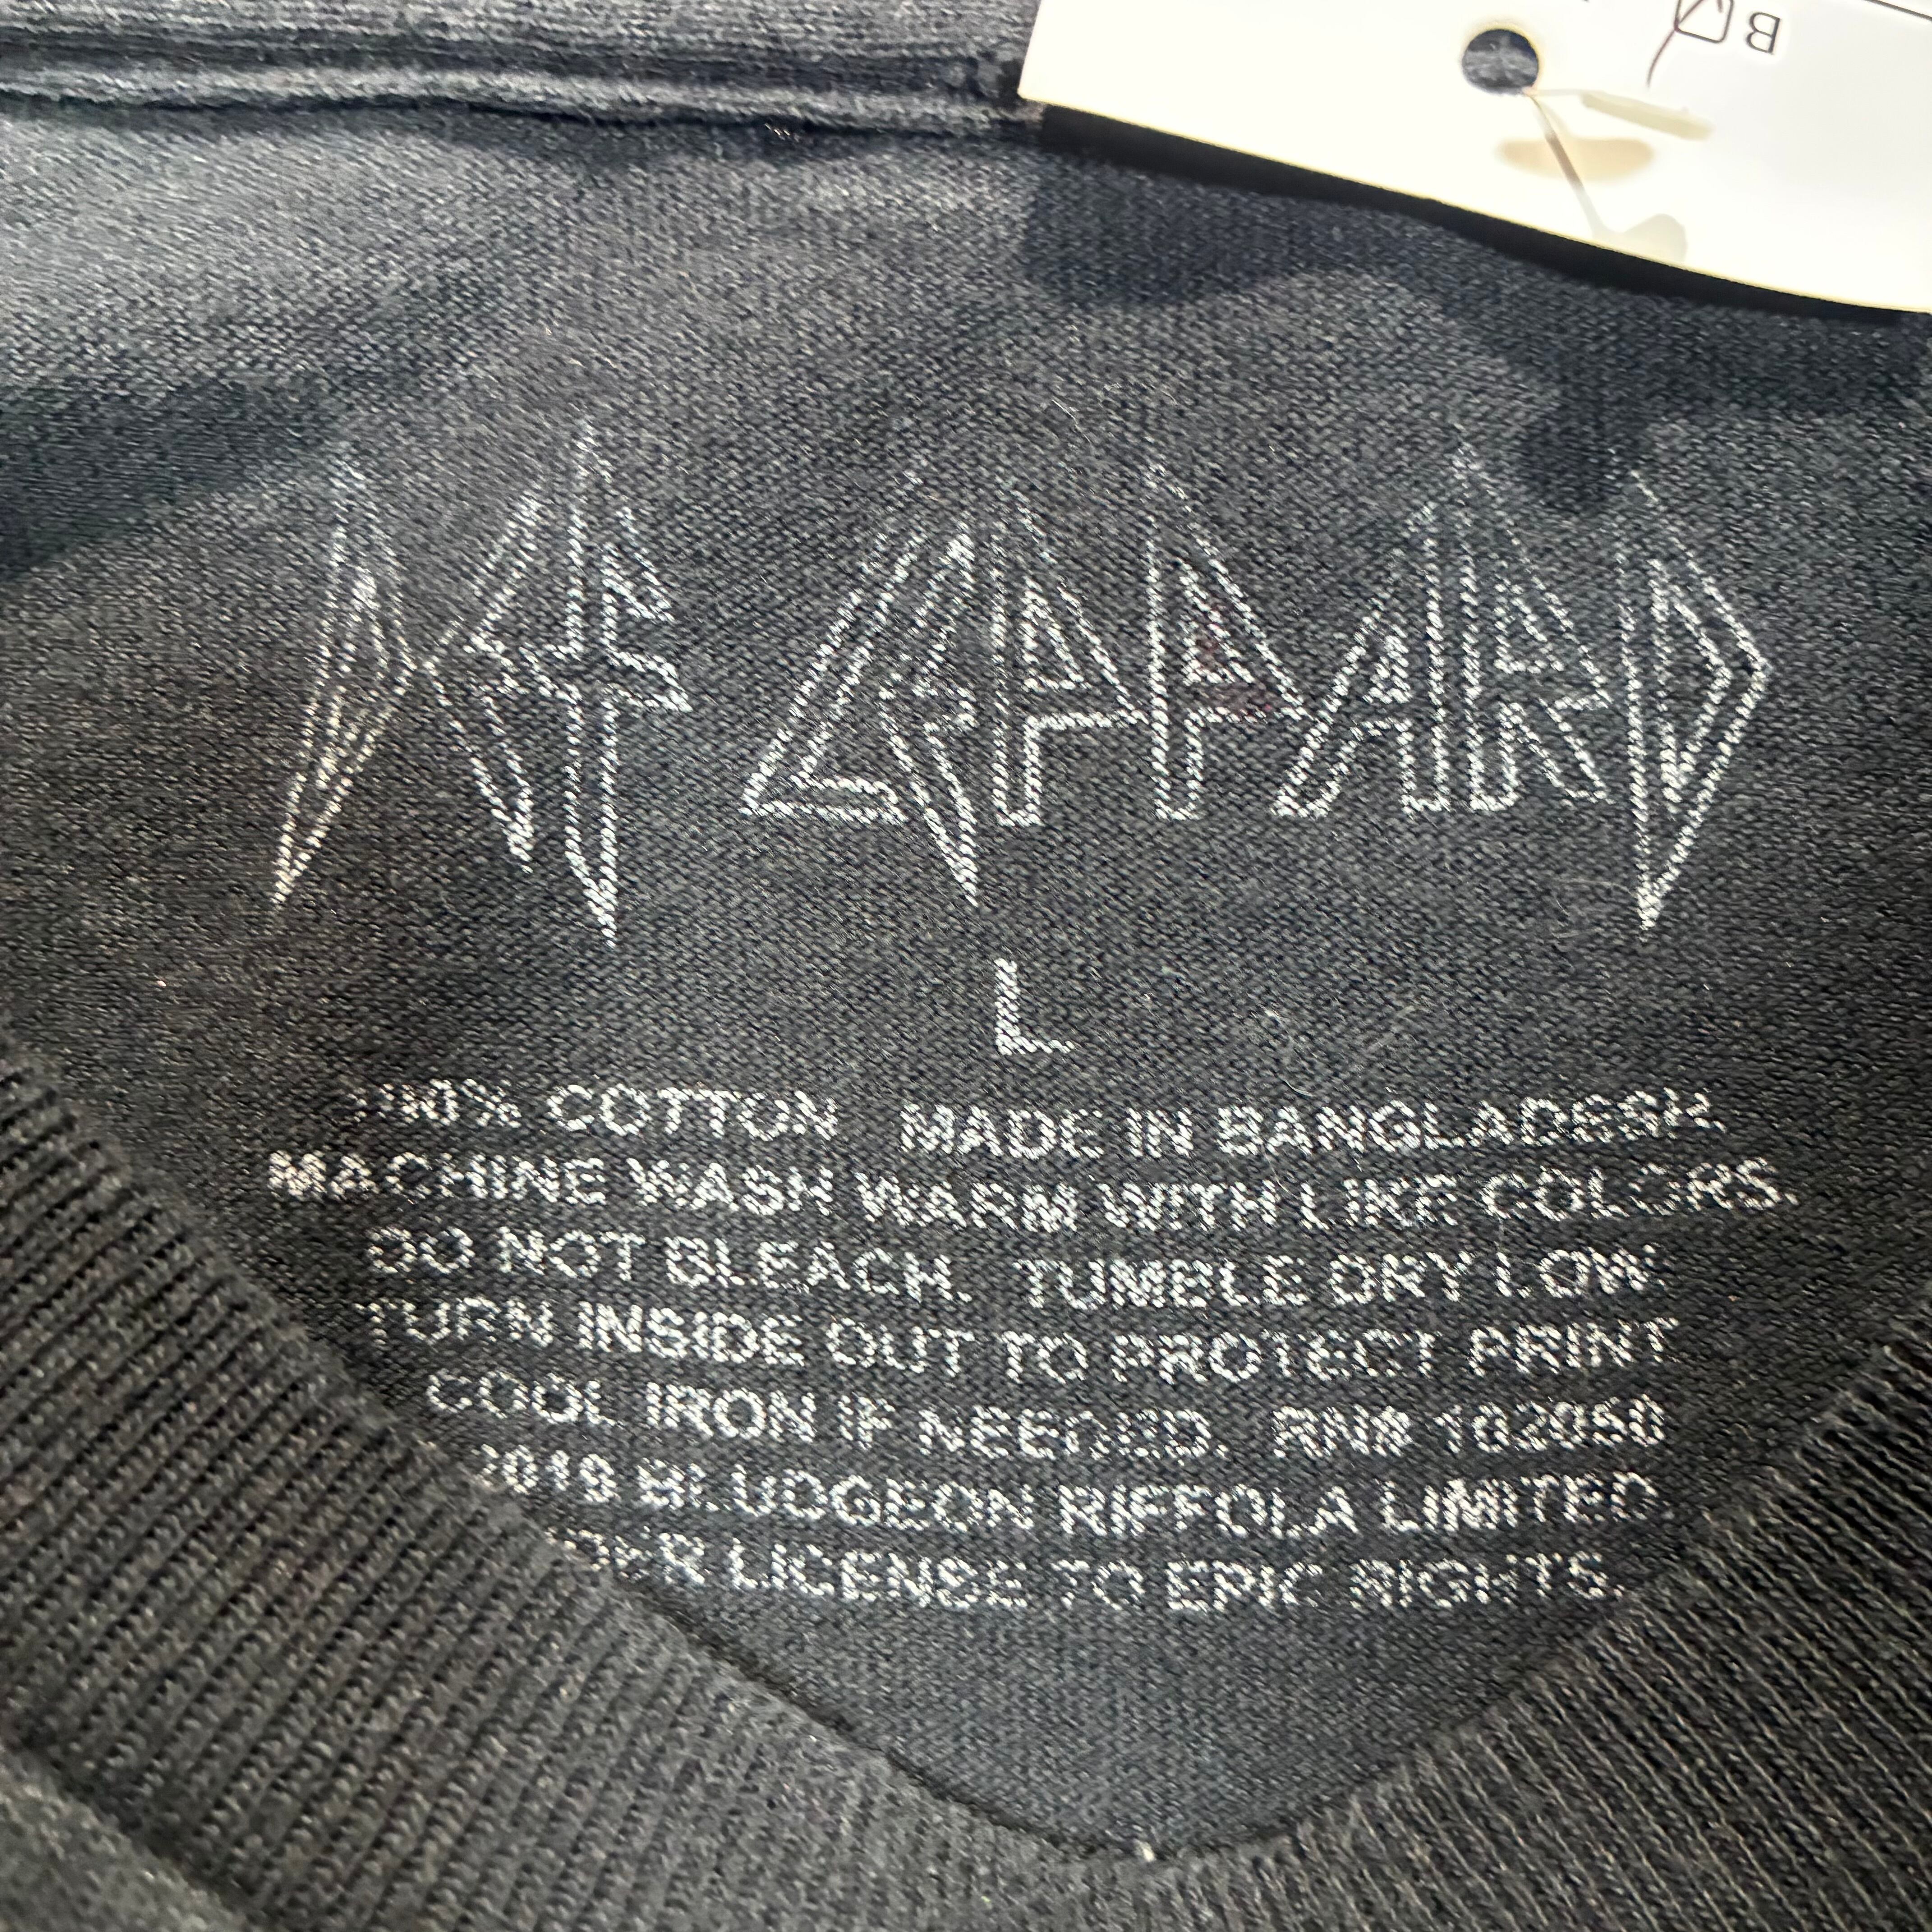 B
DEF LEPPARD
L
100% COTTON MADE IN BANGLADESH.
MACHINE WASH WARM WITH LIKE COLORS.
DO NOT BLEACH. TUMBLE DRY LOW.
TURN INSIDE OUT TO PROTECT PRINT
COOL IRON IF NEEDED. RN#
BLUDGEON RIFFOLA LIMITED
LICENSE TO EPIC RIGHTS.